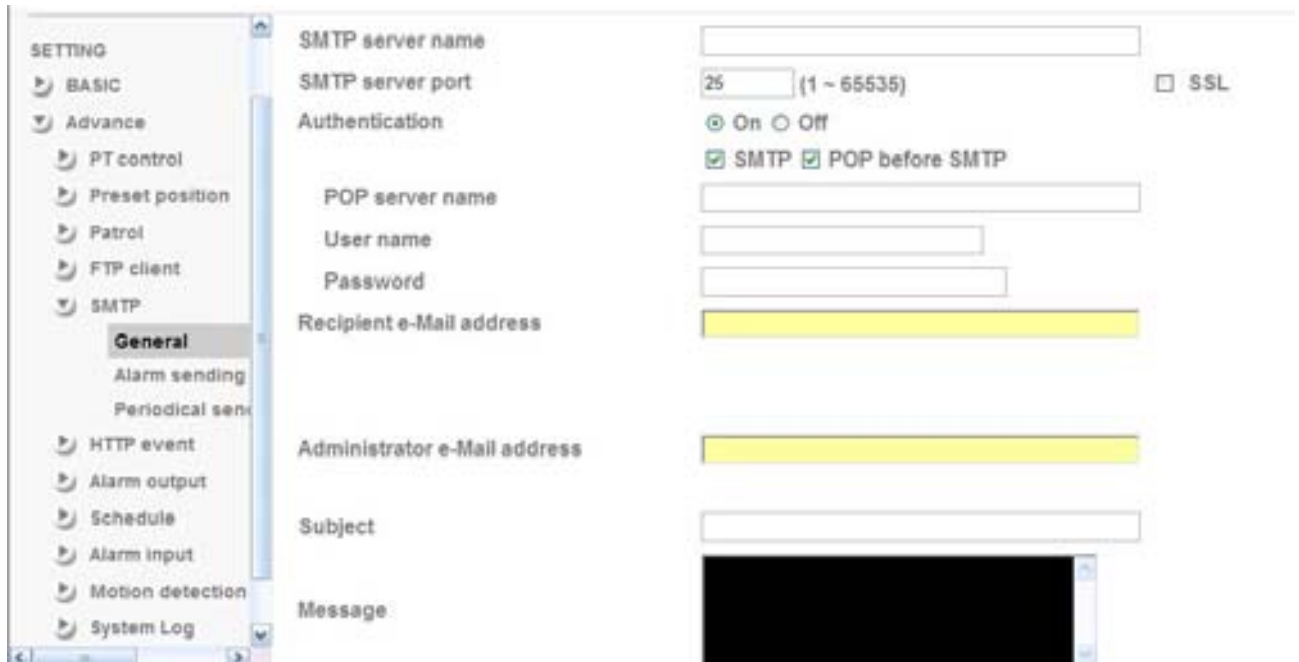 SETTING
BASIC
Advance
PT control
Preset position
Patrol
FTP client
SMTP
General
Alarm sending
Periodical
HTTP event
Alarm output
Schedule
Alarm input
Motion detection
System Log
SMTP server name
SMTP server port 25 (1 ~ 65535) SSL
Authentication On Off
SMTP POP before SMTP
POP server name
User name
Password
Recipient e-Mail address
Administrator e-Mail address
Subject
Message